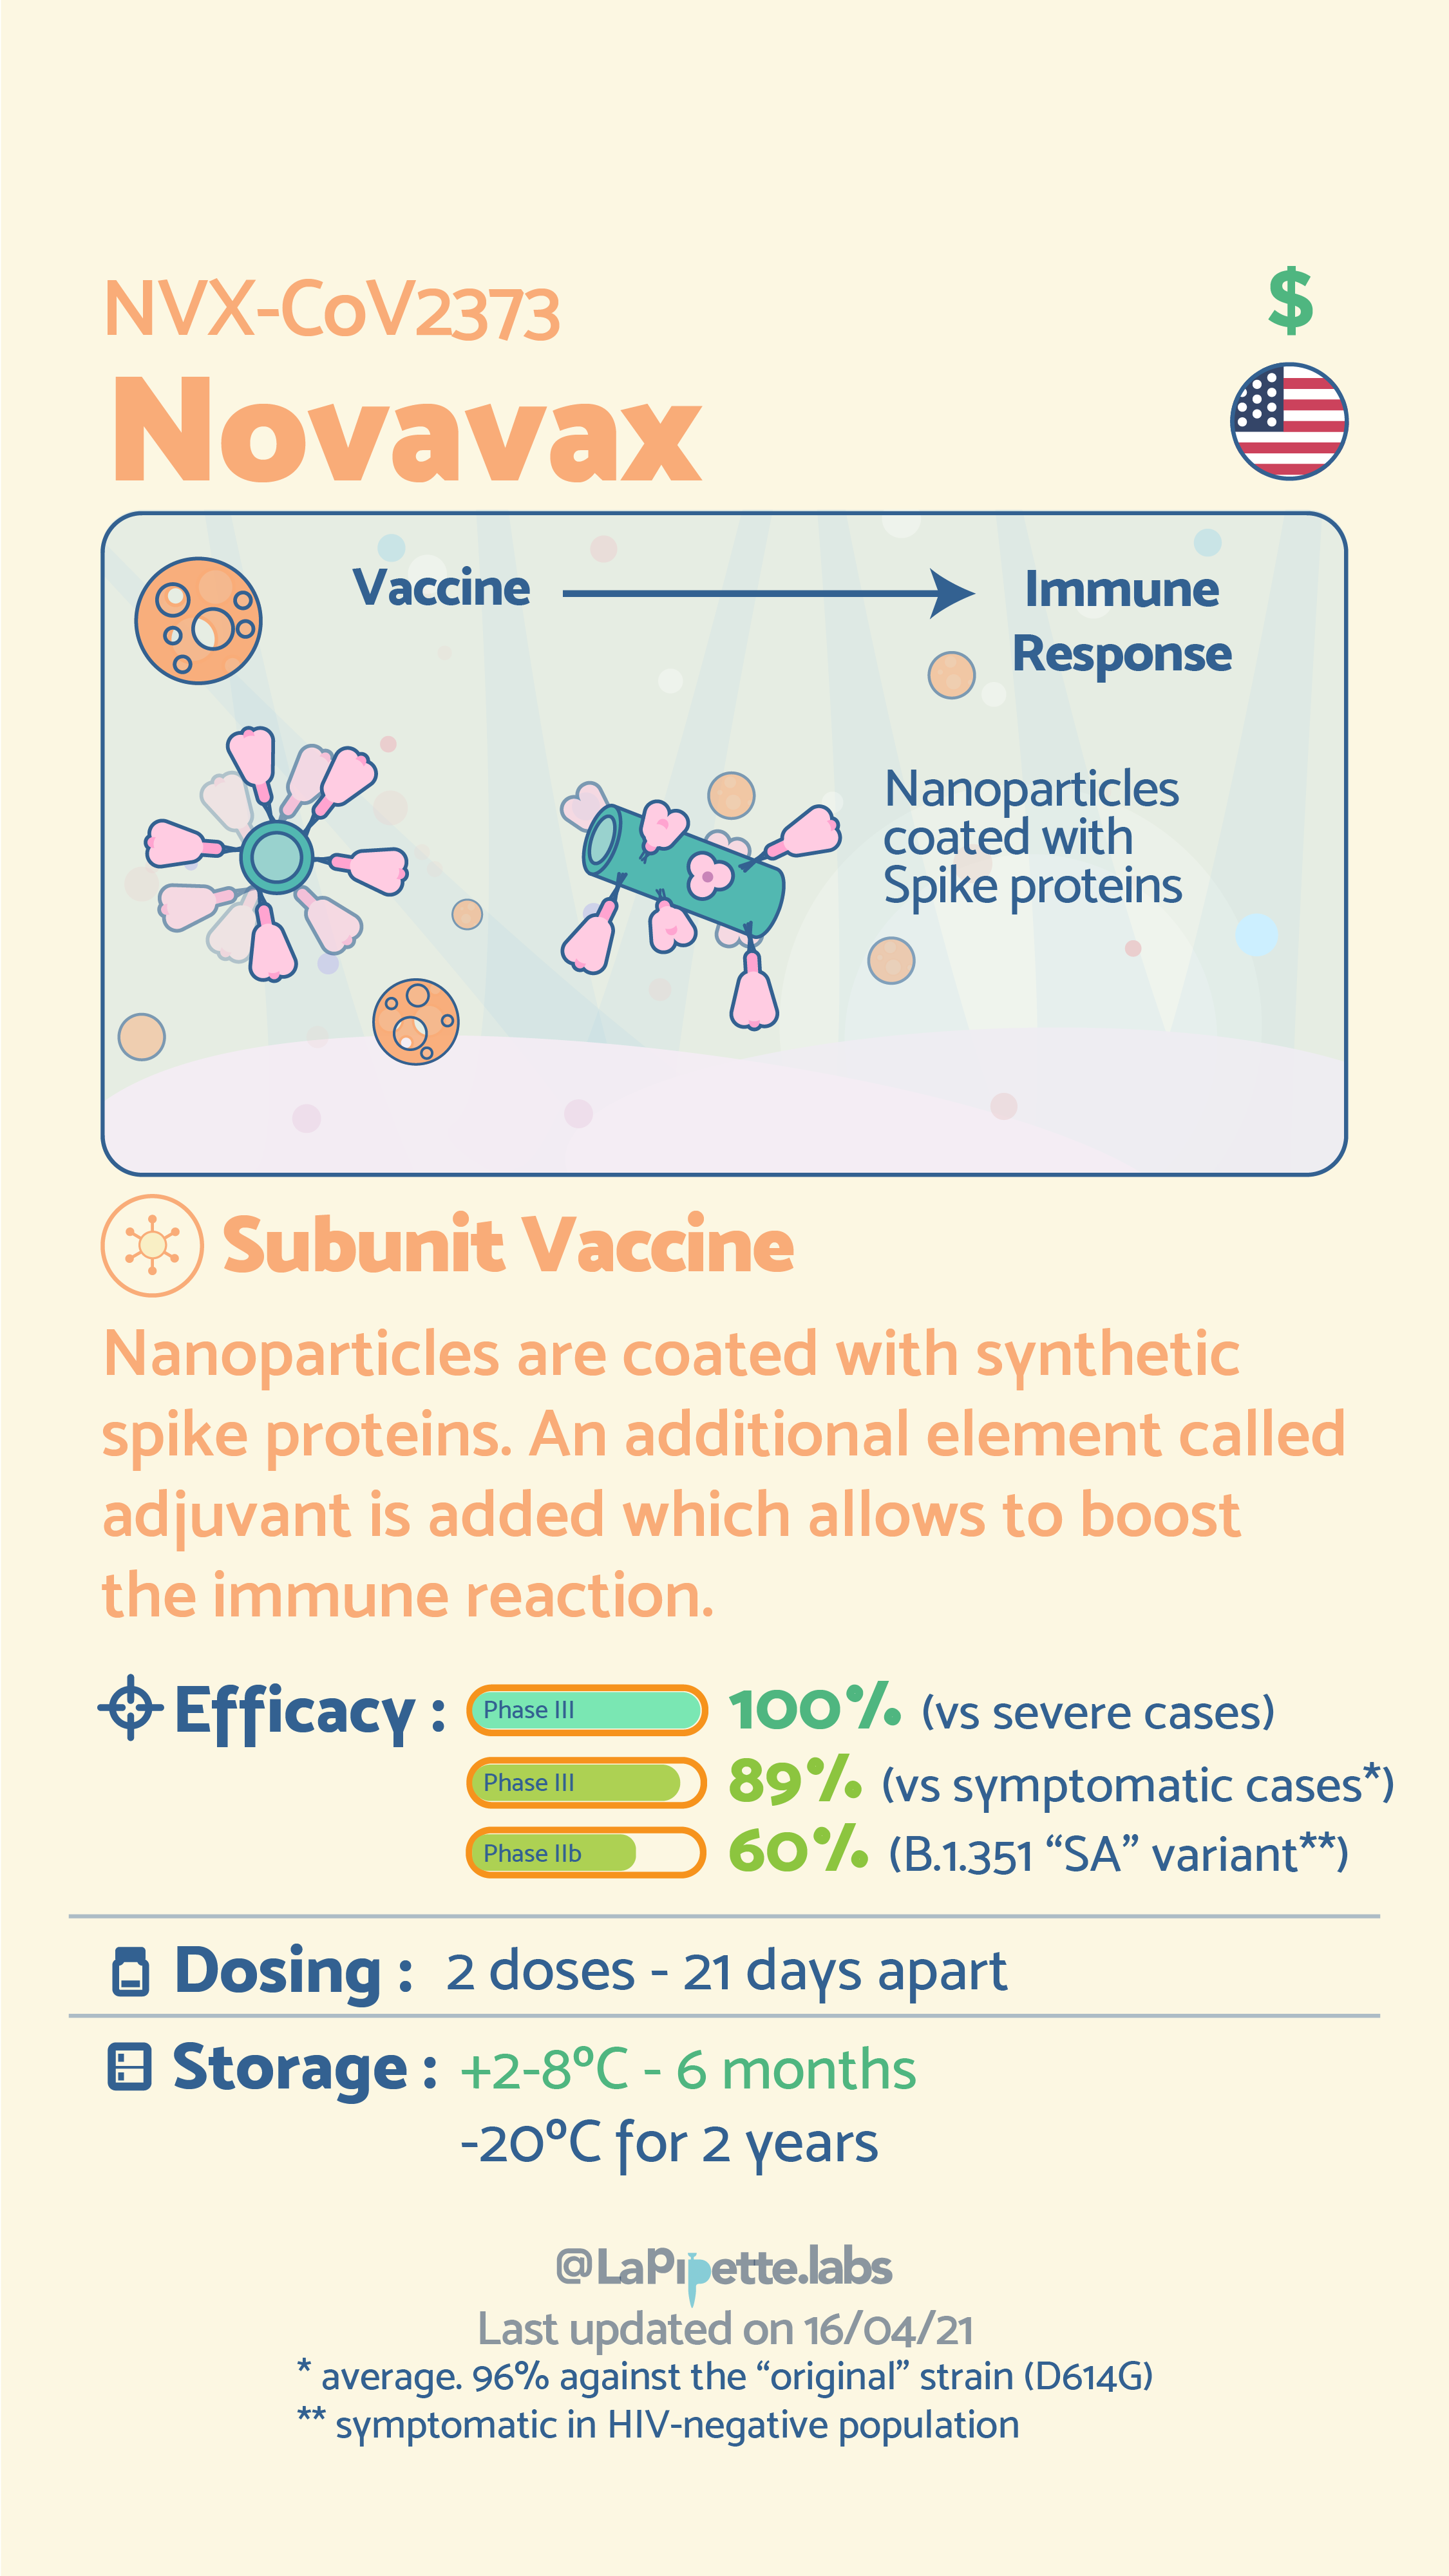 NVX-CoV2373
$
Novavax
Vaccine
Immune
Response
Nanoparticles
coated with
Spike proteins
Subunit Vaccine
Nanoparticles are coated with synthetic
spike proteins. An additional element called
adjuvant is added which allows to boost
the immune reaction.
Efficacy : Phase III 100% (vs severe cases)
Phase III 89% (vs symptomatic cases*)
Phase IIb 60% (B.1.351 “SA” variant**)
Dosing : 2 doses - 21 days apart
Storage : +2-8ºC - 6 months
-20ºC for 2 years
@LaPipette.labs
Last updated on 16/04/21
* average. 96% against the “original” strain (D614G)
** symptomatic in HIV-negative population